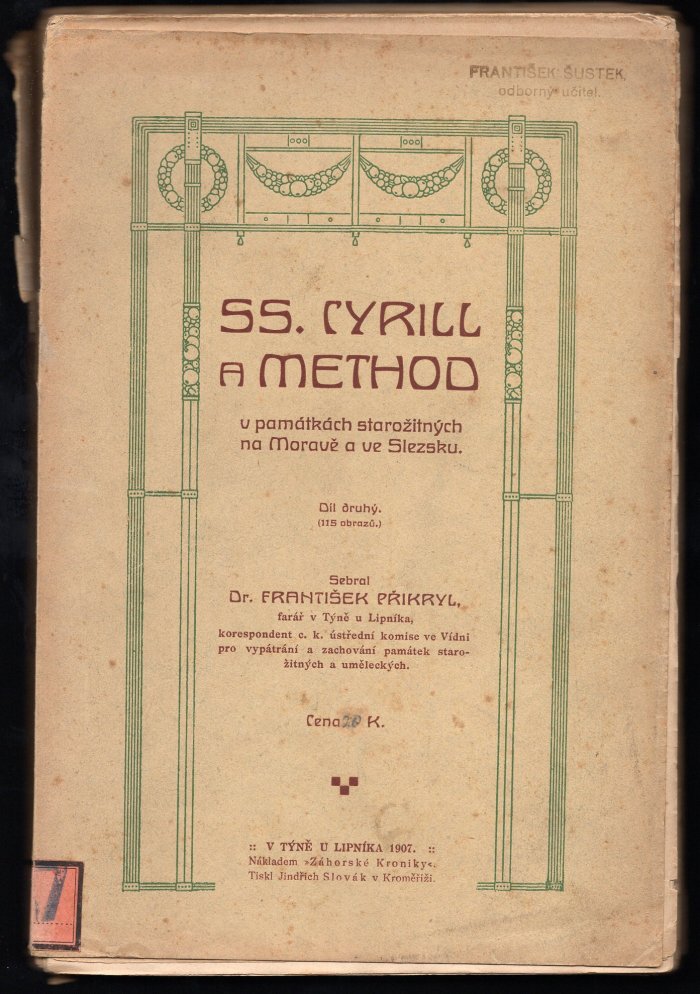 FRANTIŠEK ŠUSTEK,
odborný učitel.
SS. CYRILL
A METHOD
v památkách starožitných
na Moravě a ve Slezsku.
Díl druhý.
(115 obrazů.)
Sebral
Dr. FRANTIŠEK PŘIKRYL,
farář v Týně u Lipníka,
korespondent c. k. ústřední komise ve Vídni
pro vypátrání a zachování památek staro-
žitných a uměleckých.
Cena 20 K.
:: V TÝNĚ U LIPNÍKA 1907. ::
Nákladem »Záhorské Kroniky«.
Tiskl Jindřich Slovák v Kroměříži.